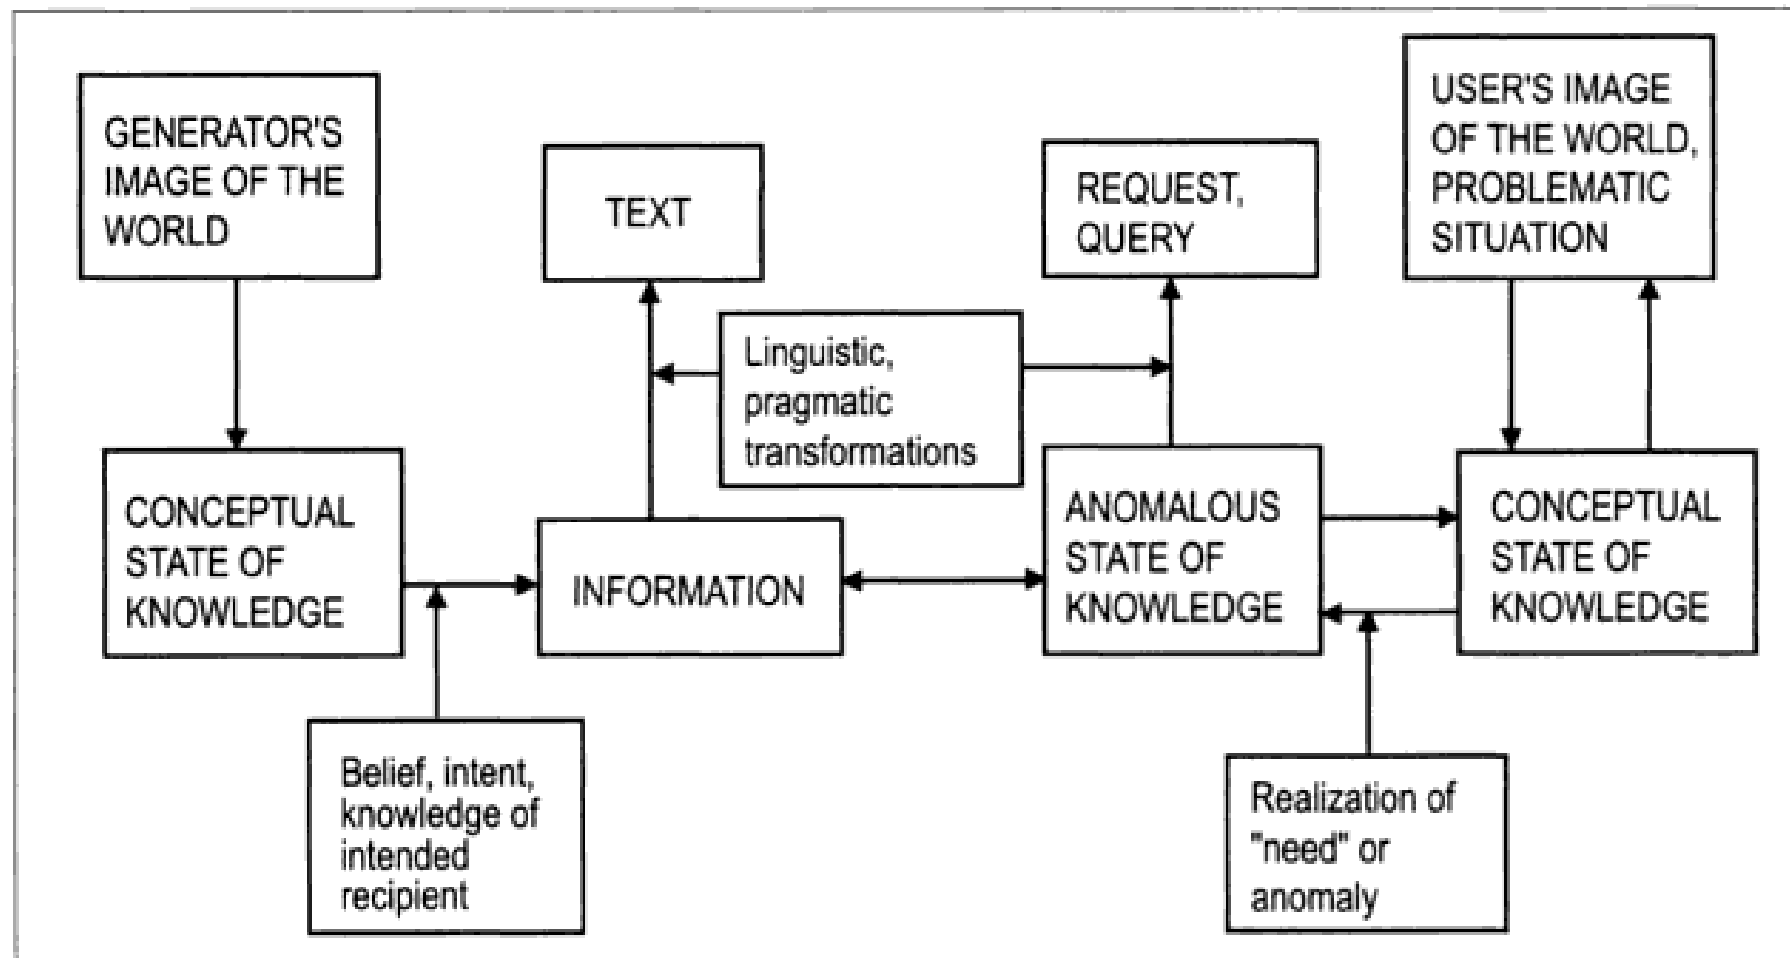 GENERATOR'S
IMAGE OF THE
WORLD
TEXT
REQUEST,
QUERY
USER'S IMAGE
OF THE WORLD,
PROBLEMATIC
SITUATION
Linguistic,
pragmatic
transformations
CONCEPTUAL
STATE OF
KNOWLEDGE
INFORMATION
ANOMALOUS
STATE OF
KNOWLEDGE
CONCEPTUAL
STATE OF
KNOWLEDGE
Belief, intent,
knowledge of
intended
recipient
Realization of
"need" or
anomaly